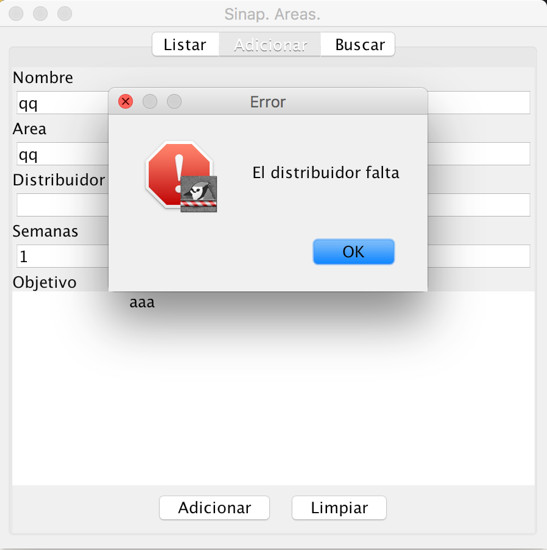 Sinap. Areas.
Listar Adicionar Buscar
Nombre
qq
Area
qq
Distribuidor
Semanas
1
Objetivo
aaa
Error
El distribuidor falta
OK
Adicionar Limpiar